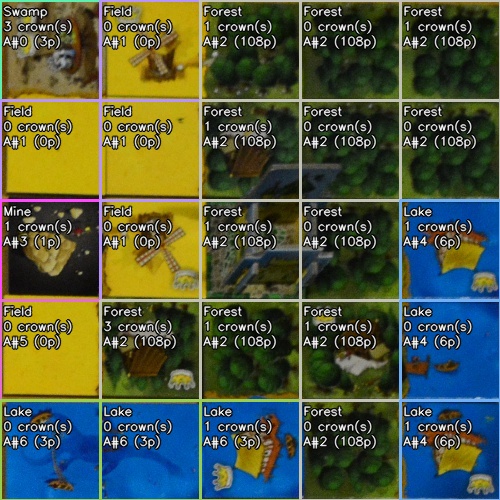 Swamp
3 crown(s)
A#0 (3p)
Field
0 crown(s)
A#1 (0p)
Forest
1 crown(s)
A#2 (108p)
Forest
0 crown(s)
A#2 (108p)
Forest
1 crown(s)
A#2 (108p)
Field
0 crown(s)
A#1 (0p)
Field
0 crown(s)
A#1 (0p)
Forest
1 crown(s)
A#2 (108p)
Forest
0 crown(s)
A#2 (108p)
Forest
0 crown(s)
A#2 (108p)
Mine
1 crown(s)
A#3 (1p)
Field
0 crown(s)
A#1 (0p)
Forest
1 crown(s)
A#2 (108p)
Forest
0 crown(s)
A#2 (108p)
Lake
1 crown(s)
A#4 (6p)
Field
0 crown(s)
A#5 (0p)
Forest
3 crown(s)
A#2 (108p)
Forest
1 crown(s)
A#2 (108p)
Forest
1 crown(s)
A#2 (108p)
Lake
0 crown(s)
A#4 (6p)
Lake
0 crown(s)
A#6 (3p)
Lake
0 crown(s)
A#6 (3p)
Lake
1 crown(s)
A#6 (3p)
Forest
0 crown(s)
A#2 (108p)
Lake
1 crown(s)
A#4 (6p)